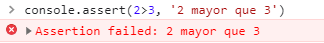 > console.assert(2>3, '2 mayor que 3')
Assertion failed: 2 mayor que 3